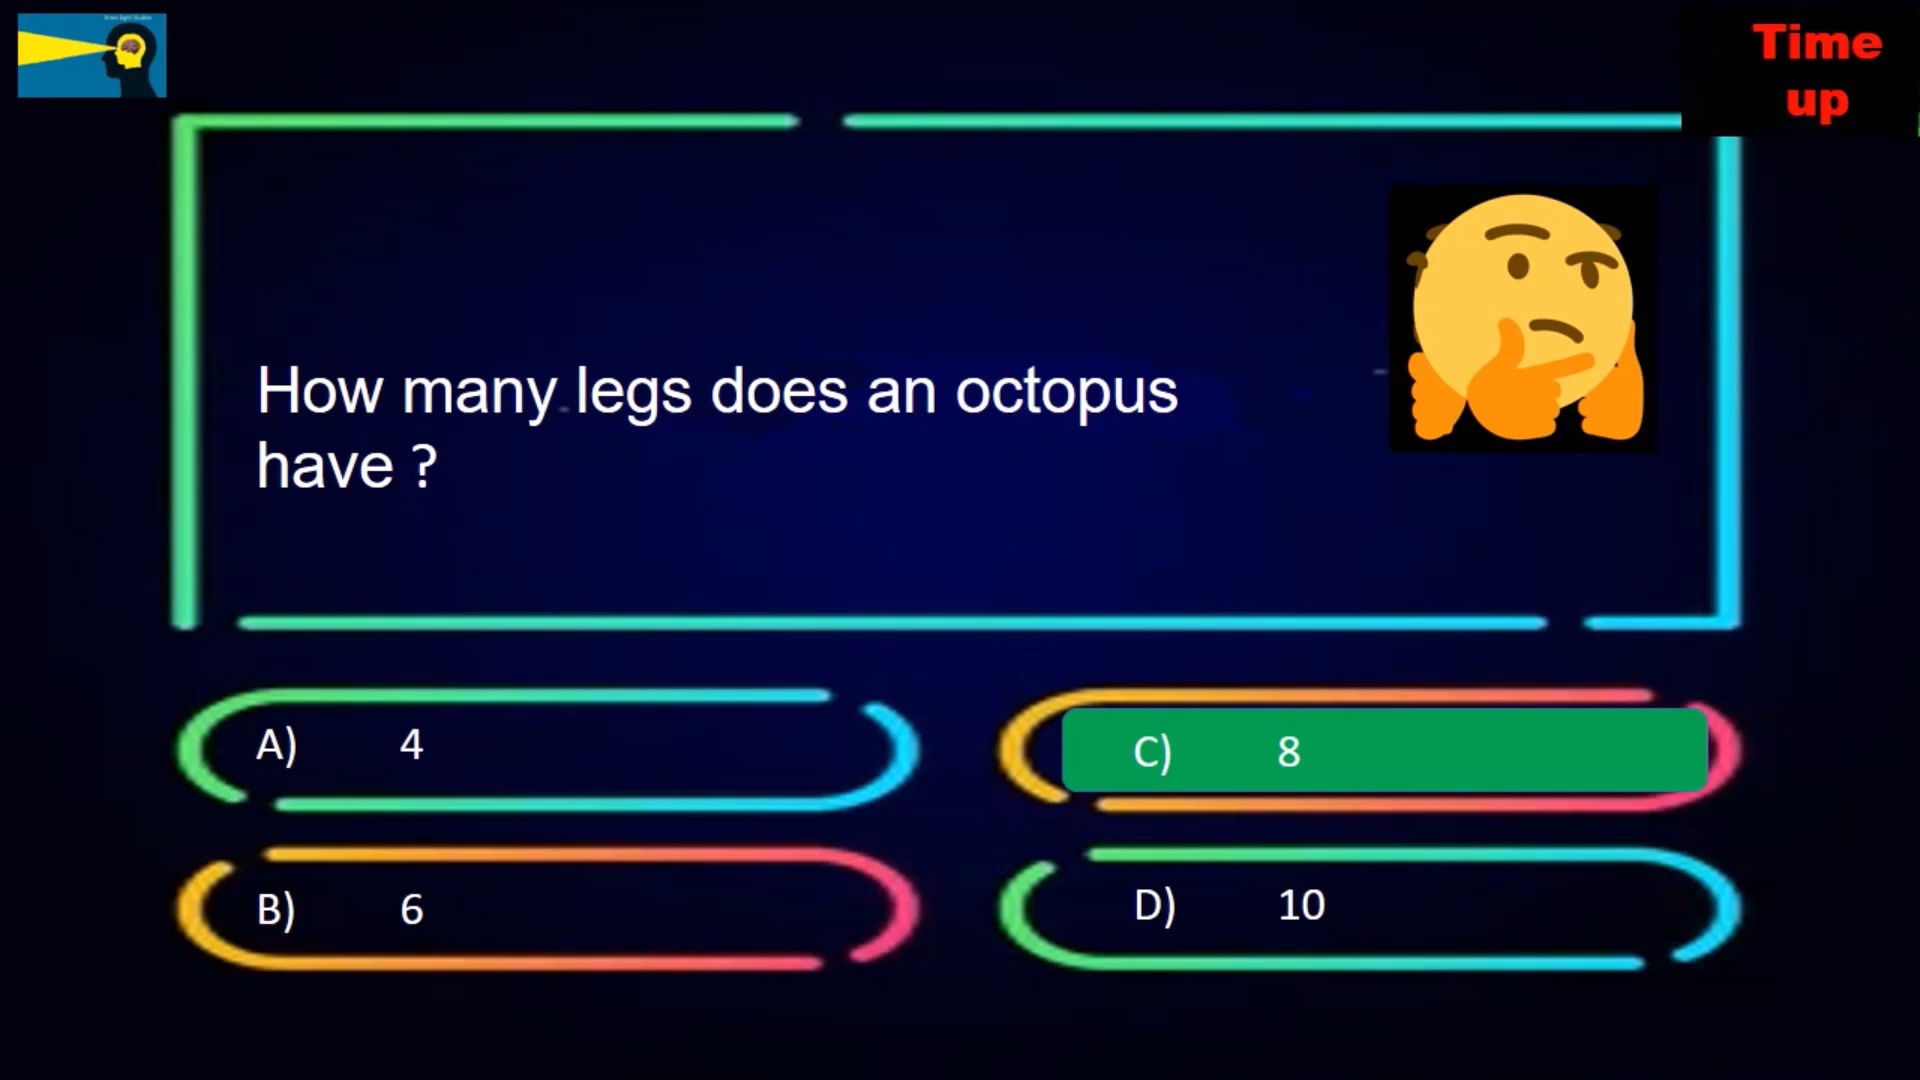 Time
up
How many legs does an octopus
have ?
A) 4
C) 8
B) 6
D) 10